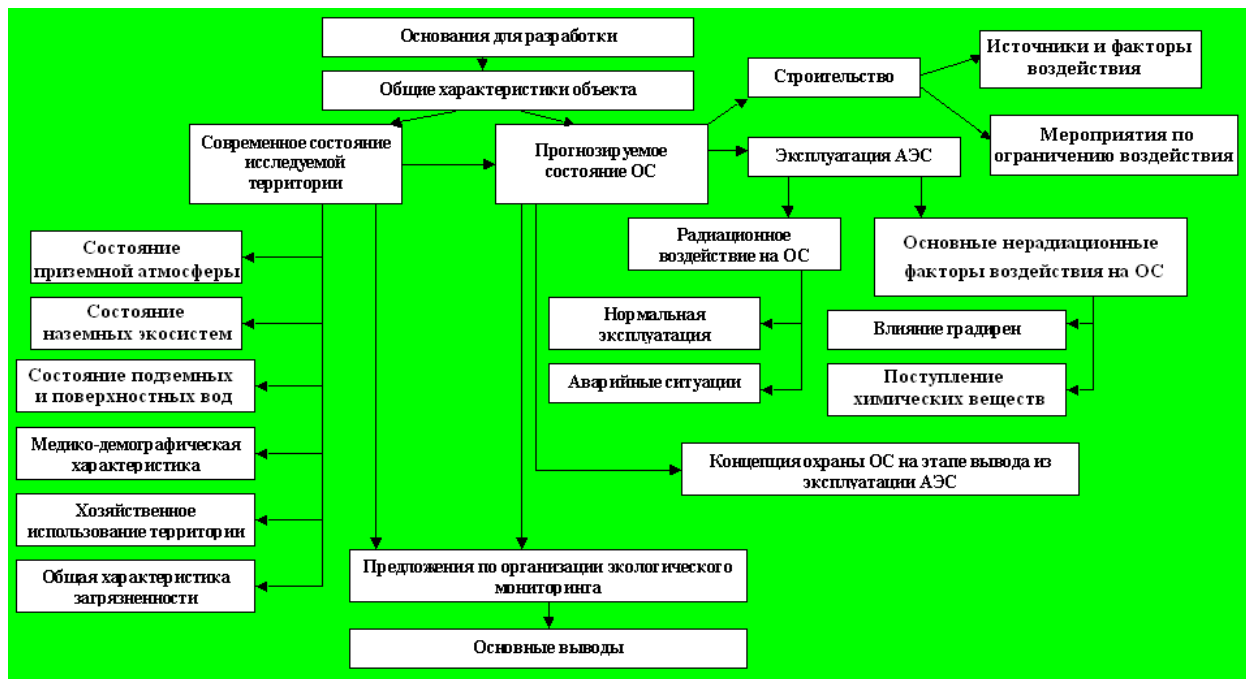 Основания для разработки
Общие характеристики объекта
Строительство
Источники и факторы
воздействия
Мероприятия по
ограничению воздействия
Современное состояние
исследуемой
территории
Прогнозируемое
состояние ОС
Эксплуатация АЭС
Радиационное
воздействие на ОС
Основные нерадиационные
факторы воздействия на ОС
Состояние
приземной атмосферы
Состояние
наземных экосистем
Состояние подземных
и поверхностных вод
Медико-демографическая
характеристика
Хозяйственное
использование территории
Общая характеристика
загрязненности
Нормальная
эксплуатация
Аварийные ситуации
Влияние градирен
Поступление
химических веществ
Концепция охраны ОС на этапе вывода из
эксплуатации АЭС
Предложения по организации экологического
мониторинга
Основные выводы